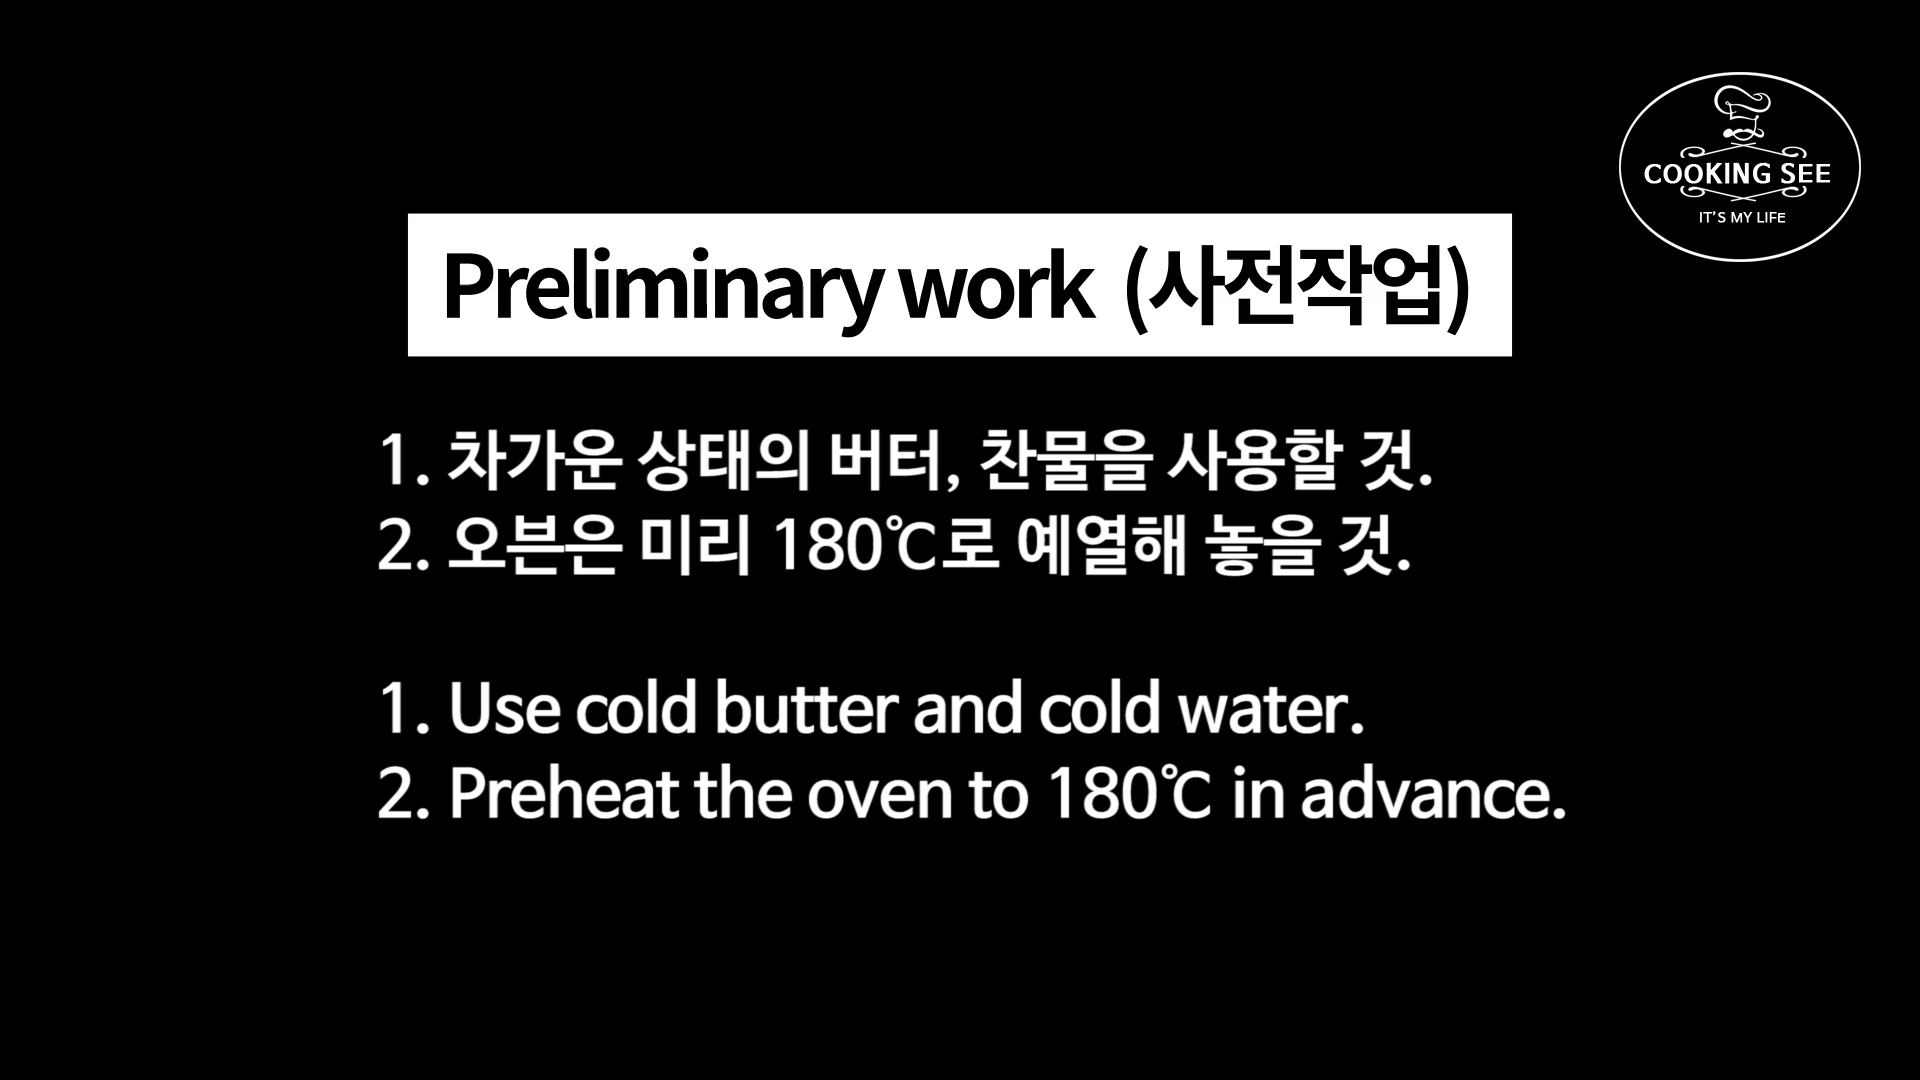 COOKING SEE
IT'S MY LIFE
Preliminary work (사전작업)
1. 차가운 상태의 버터, 찬물을 사용할 것.
2. 오븐은 미리 180℃로 예열해 놓을 것.
1. Use cold butter and cold water.
2. Preheat the oven to 180℃ in advance.